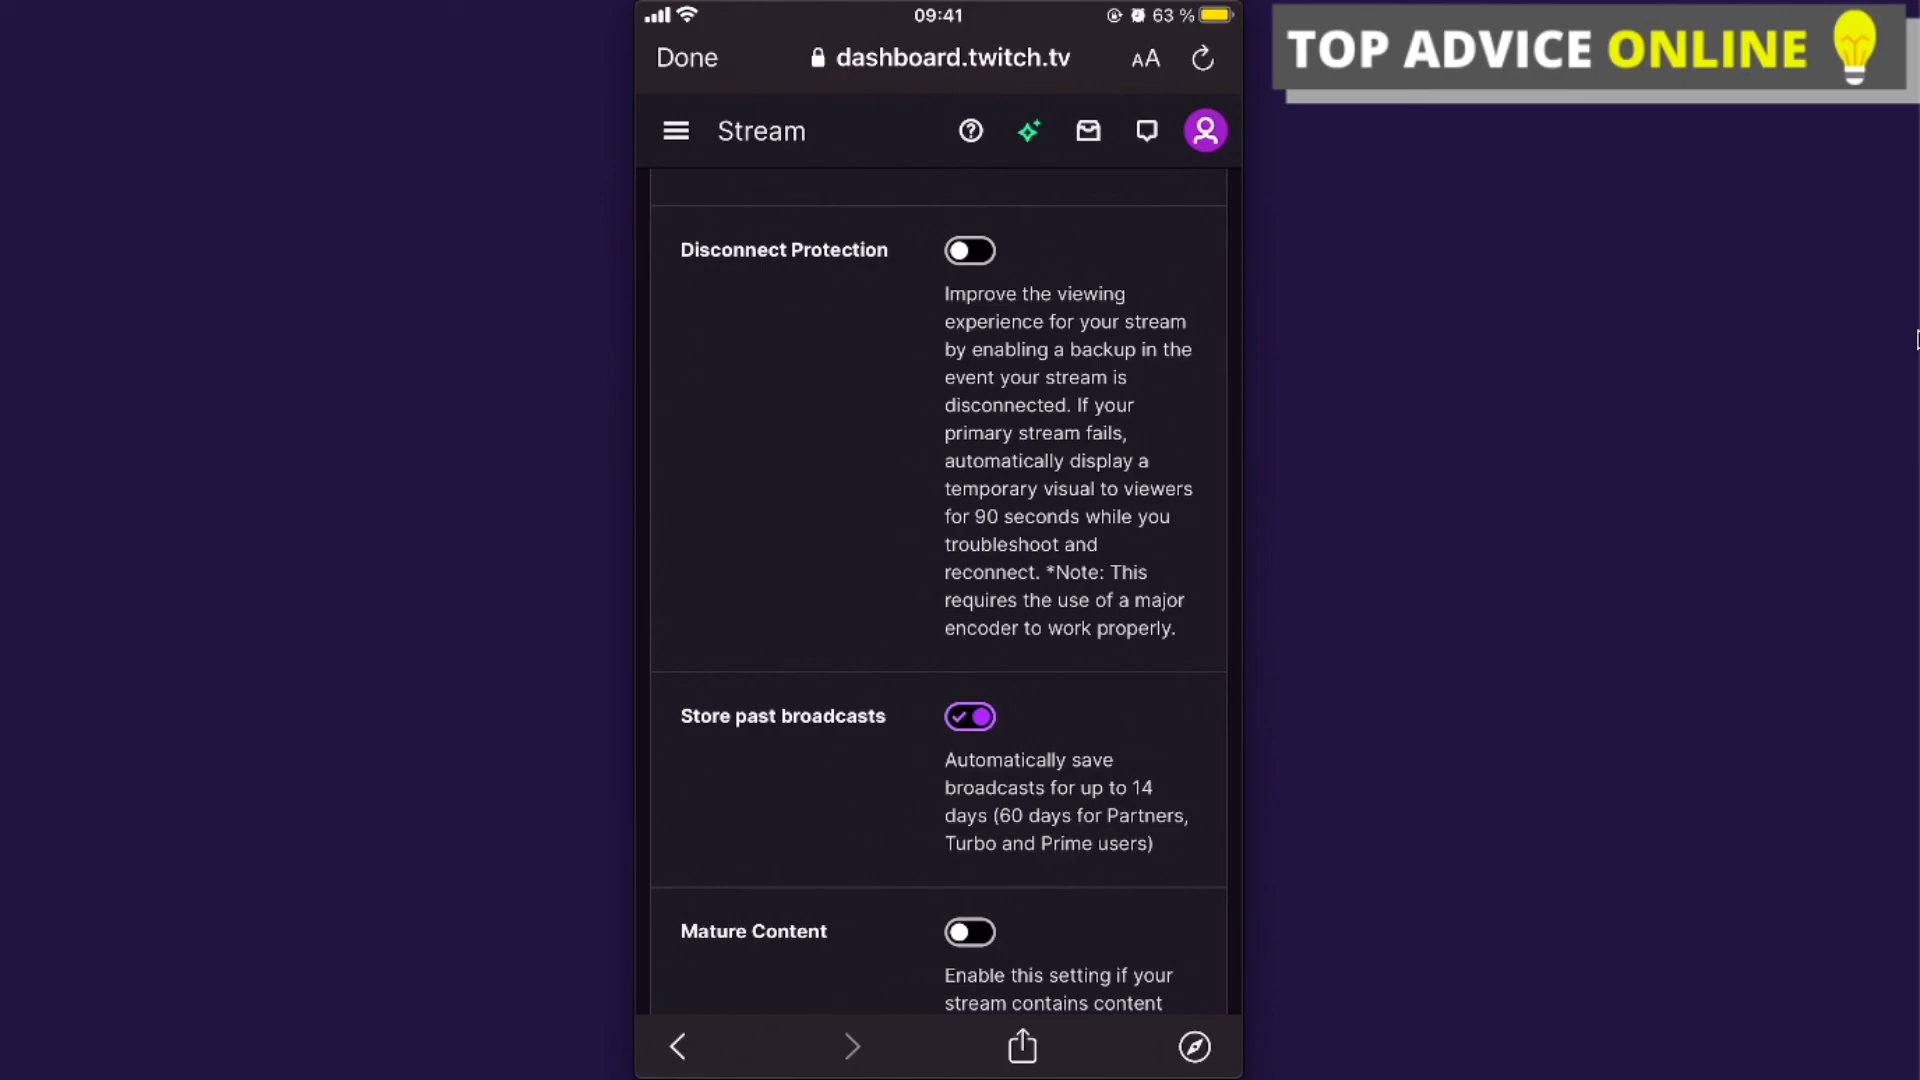 09:41
63 %
TOP ADVICE ONLINE
Done
dashboard.twitch.tv
AA
Stream
Disconnect Protection
Improve the viewing
experience for your stream
by enabling a backup in the
event your stream is
disconnected. If your
primary stream fails,
automatically display a
temporary visual to viewers
for 90 seconds while you
troubleshoot and
reconnect. *Note: This
requires the use of a major
encoder to work properly.
Store past broadcasts
Automatically save
broadcasts for up to 14
days (60 days for Partners,
Turbo and Prime users)
Mature Content
Enable this setting if your
stream contains content